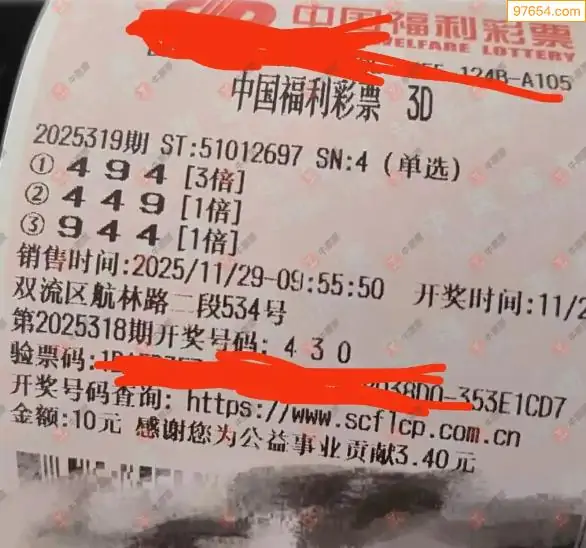 97654.com
中国福利彩票
WELFARE LOTTERY
124B-A105
中国福利彩票 3D
2025319期 ST:51012697 SN:4 (单选)
① 4 9 4 [3倍]
② 4 4 9 [1倍]
③ 9 4 4 [1倍]
销售时间:2025/11/29-09:55:50 开奖时间:11/2
双流区航林路二段534号
第2025318期开奖号码: 4 3 0
验票码: -353E1CD7
开奖号码查询: https://www.scflcp.com.cn
金额:10元 感谢您为公益事业贡献3.40元